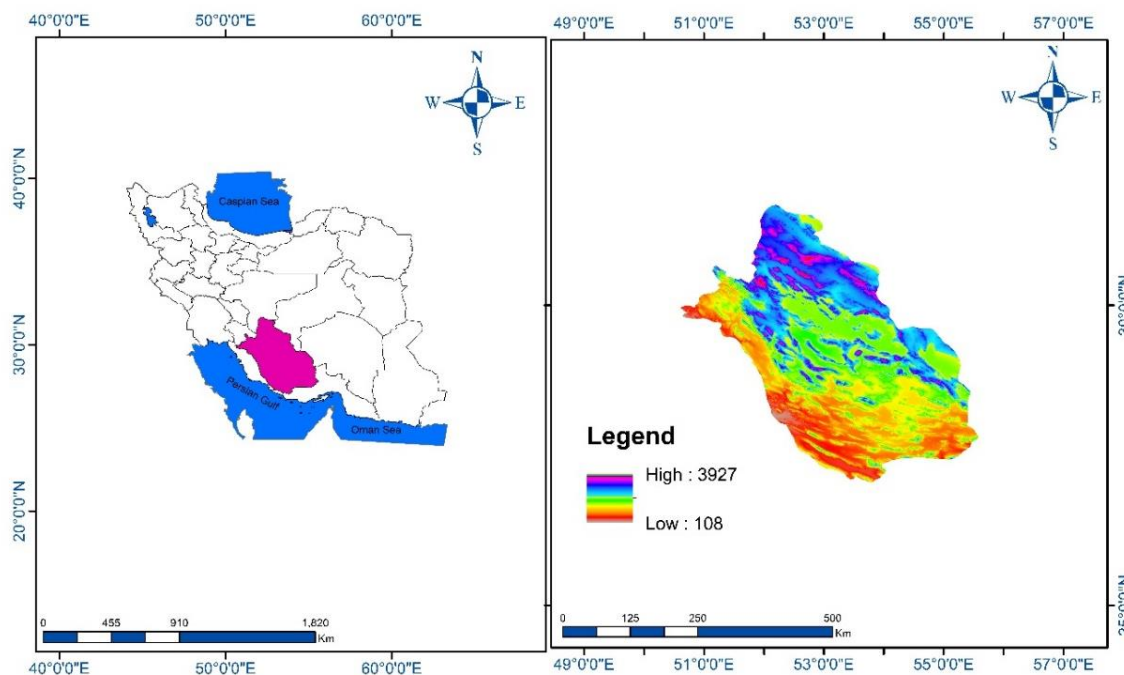 40°0'0"E 50°0'0"E 60°0'0"E
N
W E
S
40°0'0"N
30°0'0"N
20°0'0"N
Caspian Sea
Persian Gulf
Oman Sea
0 455 910 1,820
Km
40°0'0"E 50°0'0"E 60°0'0"E
49°0'0"E 51°0'0"E 53°0'0"E 55°0'0"E 57°0'0"E
N
W E
S
Legend
High : 3927
Low : 108
0 125 250 500
Km
25°0'0"N
49°0'0"E 51°0'0"E 53°0'0"E 55°0'0"E 57°0'0"E